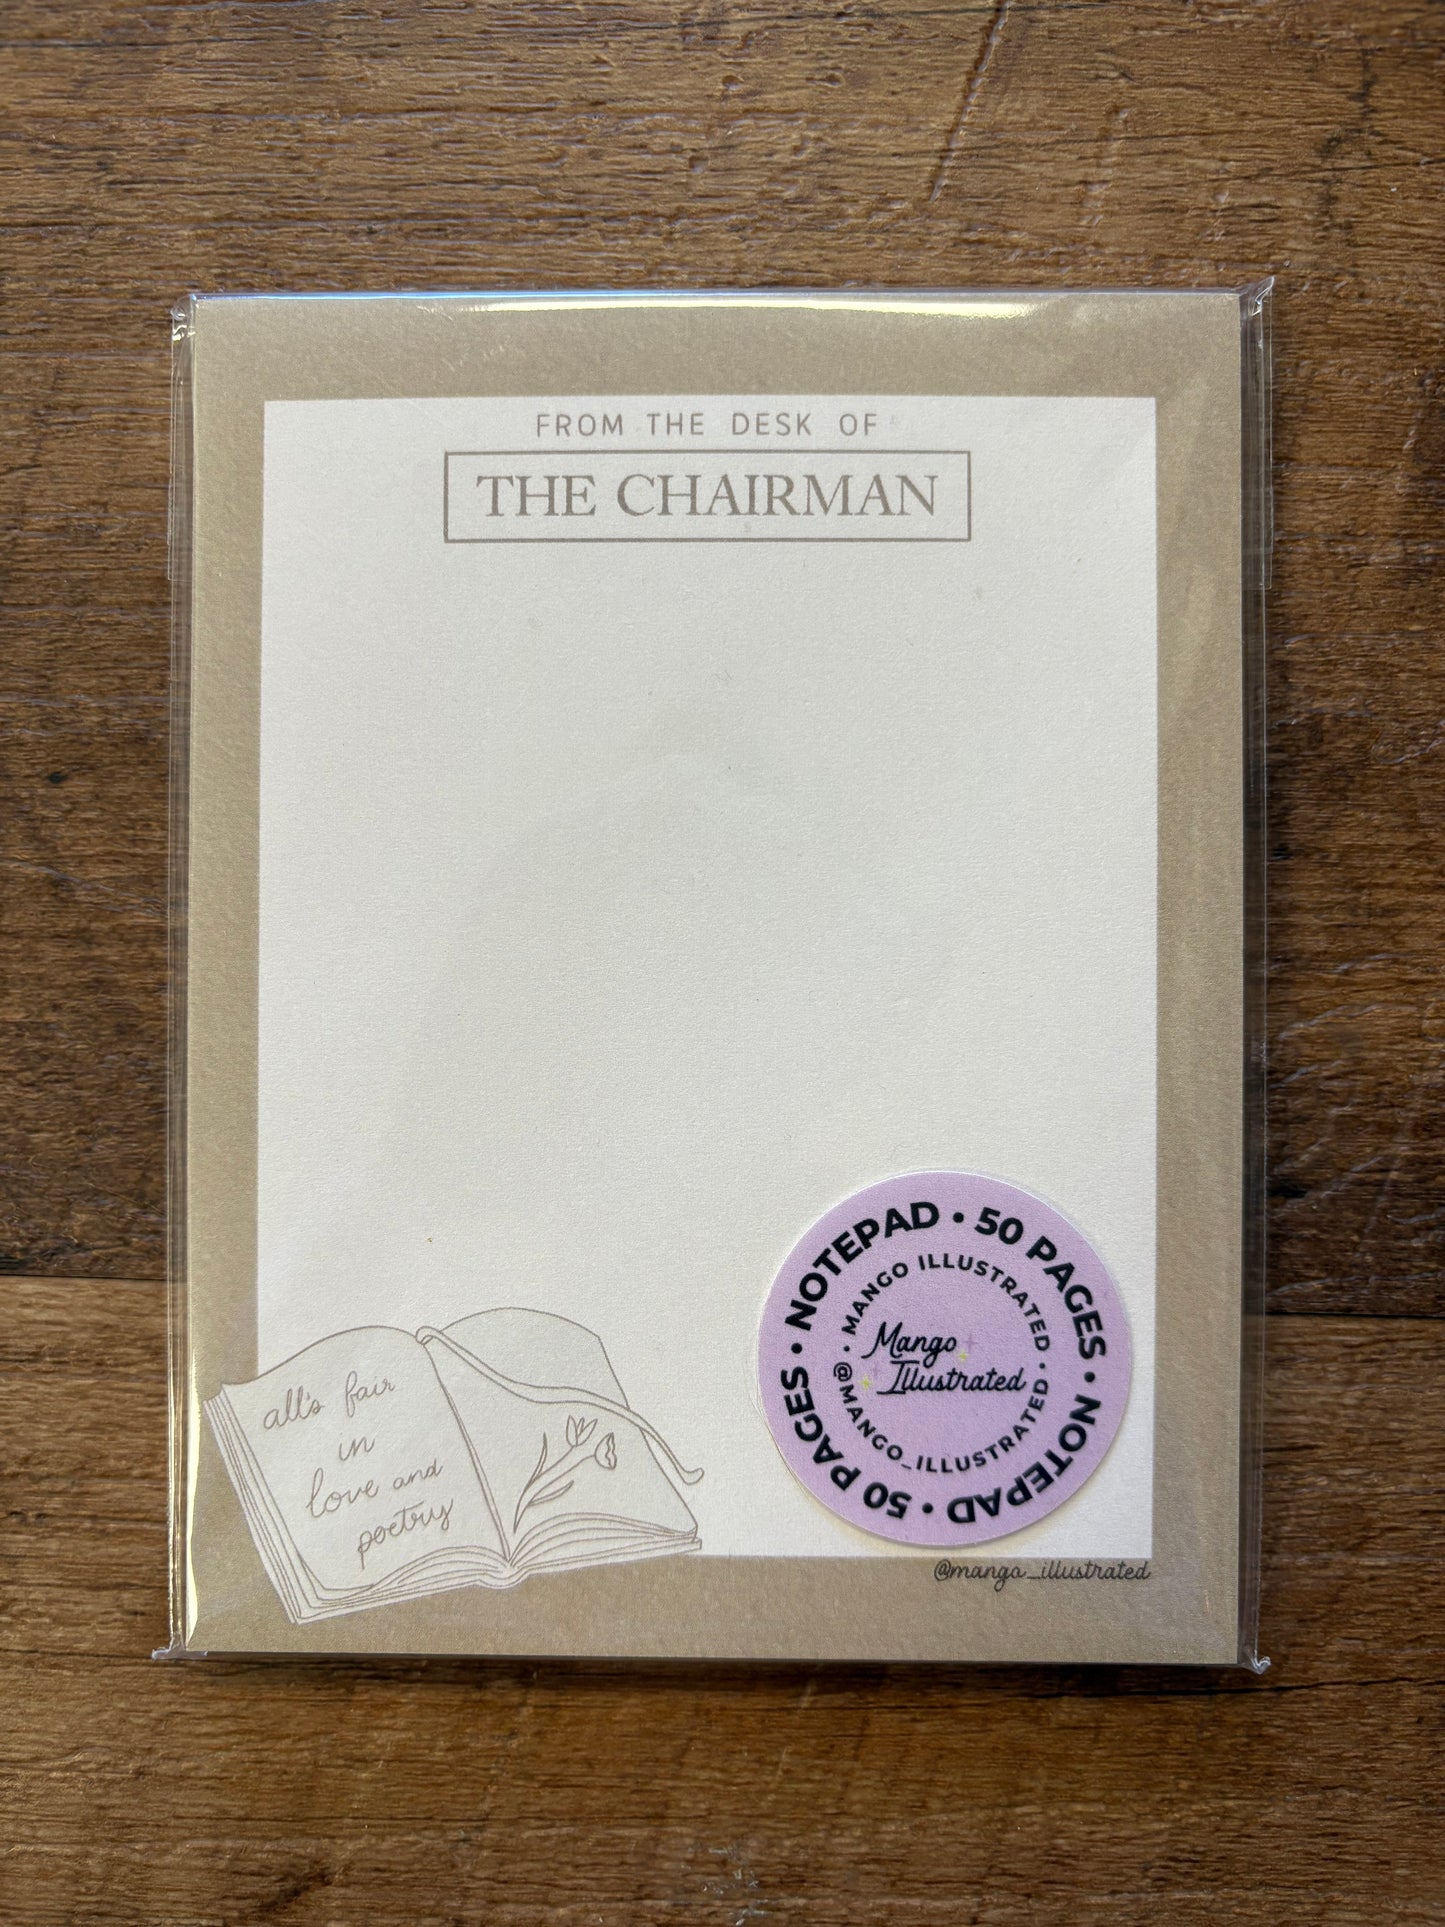 FROM THE DESK OF
THE CHAIRMAN
all's fair
in
love and
poetry
NOTEPAD • 50 PAGES • NOTEPAD • 50 PAGES •
MANGO ILLUSTRATED • @MANGO_ILLUSTRATED •
Mango
Illustrated
@mango_illustrated